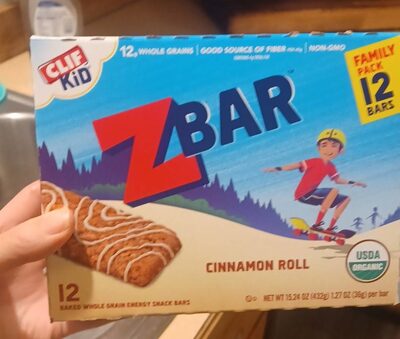 CLIF
KiD
12g WHOLE GRAINS | GOOD SOURCE OF FIBER | NON-GMO
FAMILY
PACK
12
BARS
ZBAR
CINNAMON ROLL
USDA
ORGANIC
12
BAKED WHOLE GRAIN ENERGY SNACK BARS
NET WT 15.24 OZ (432g) 1.27 OZ (36g) per bar